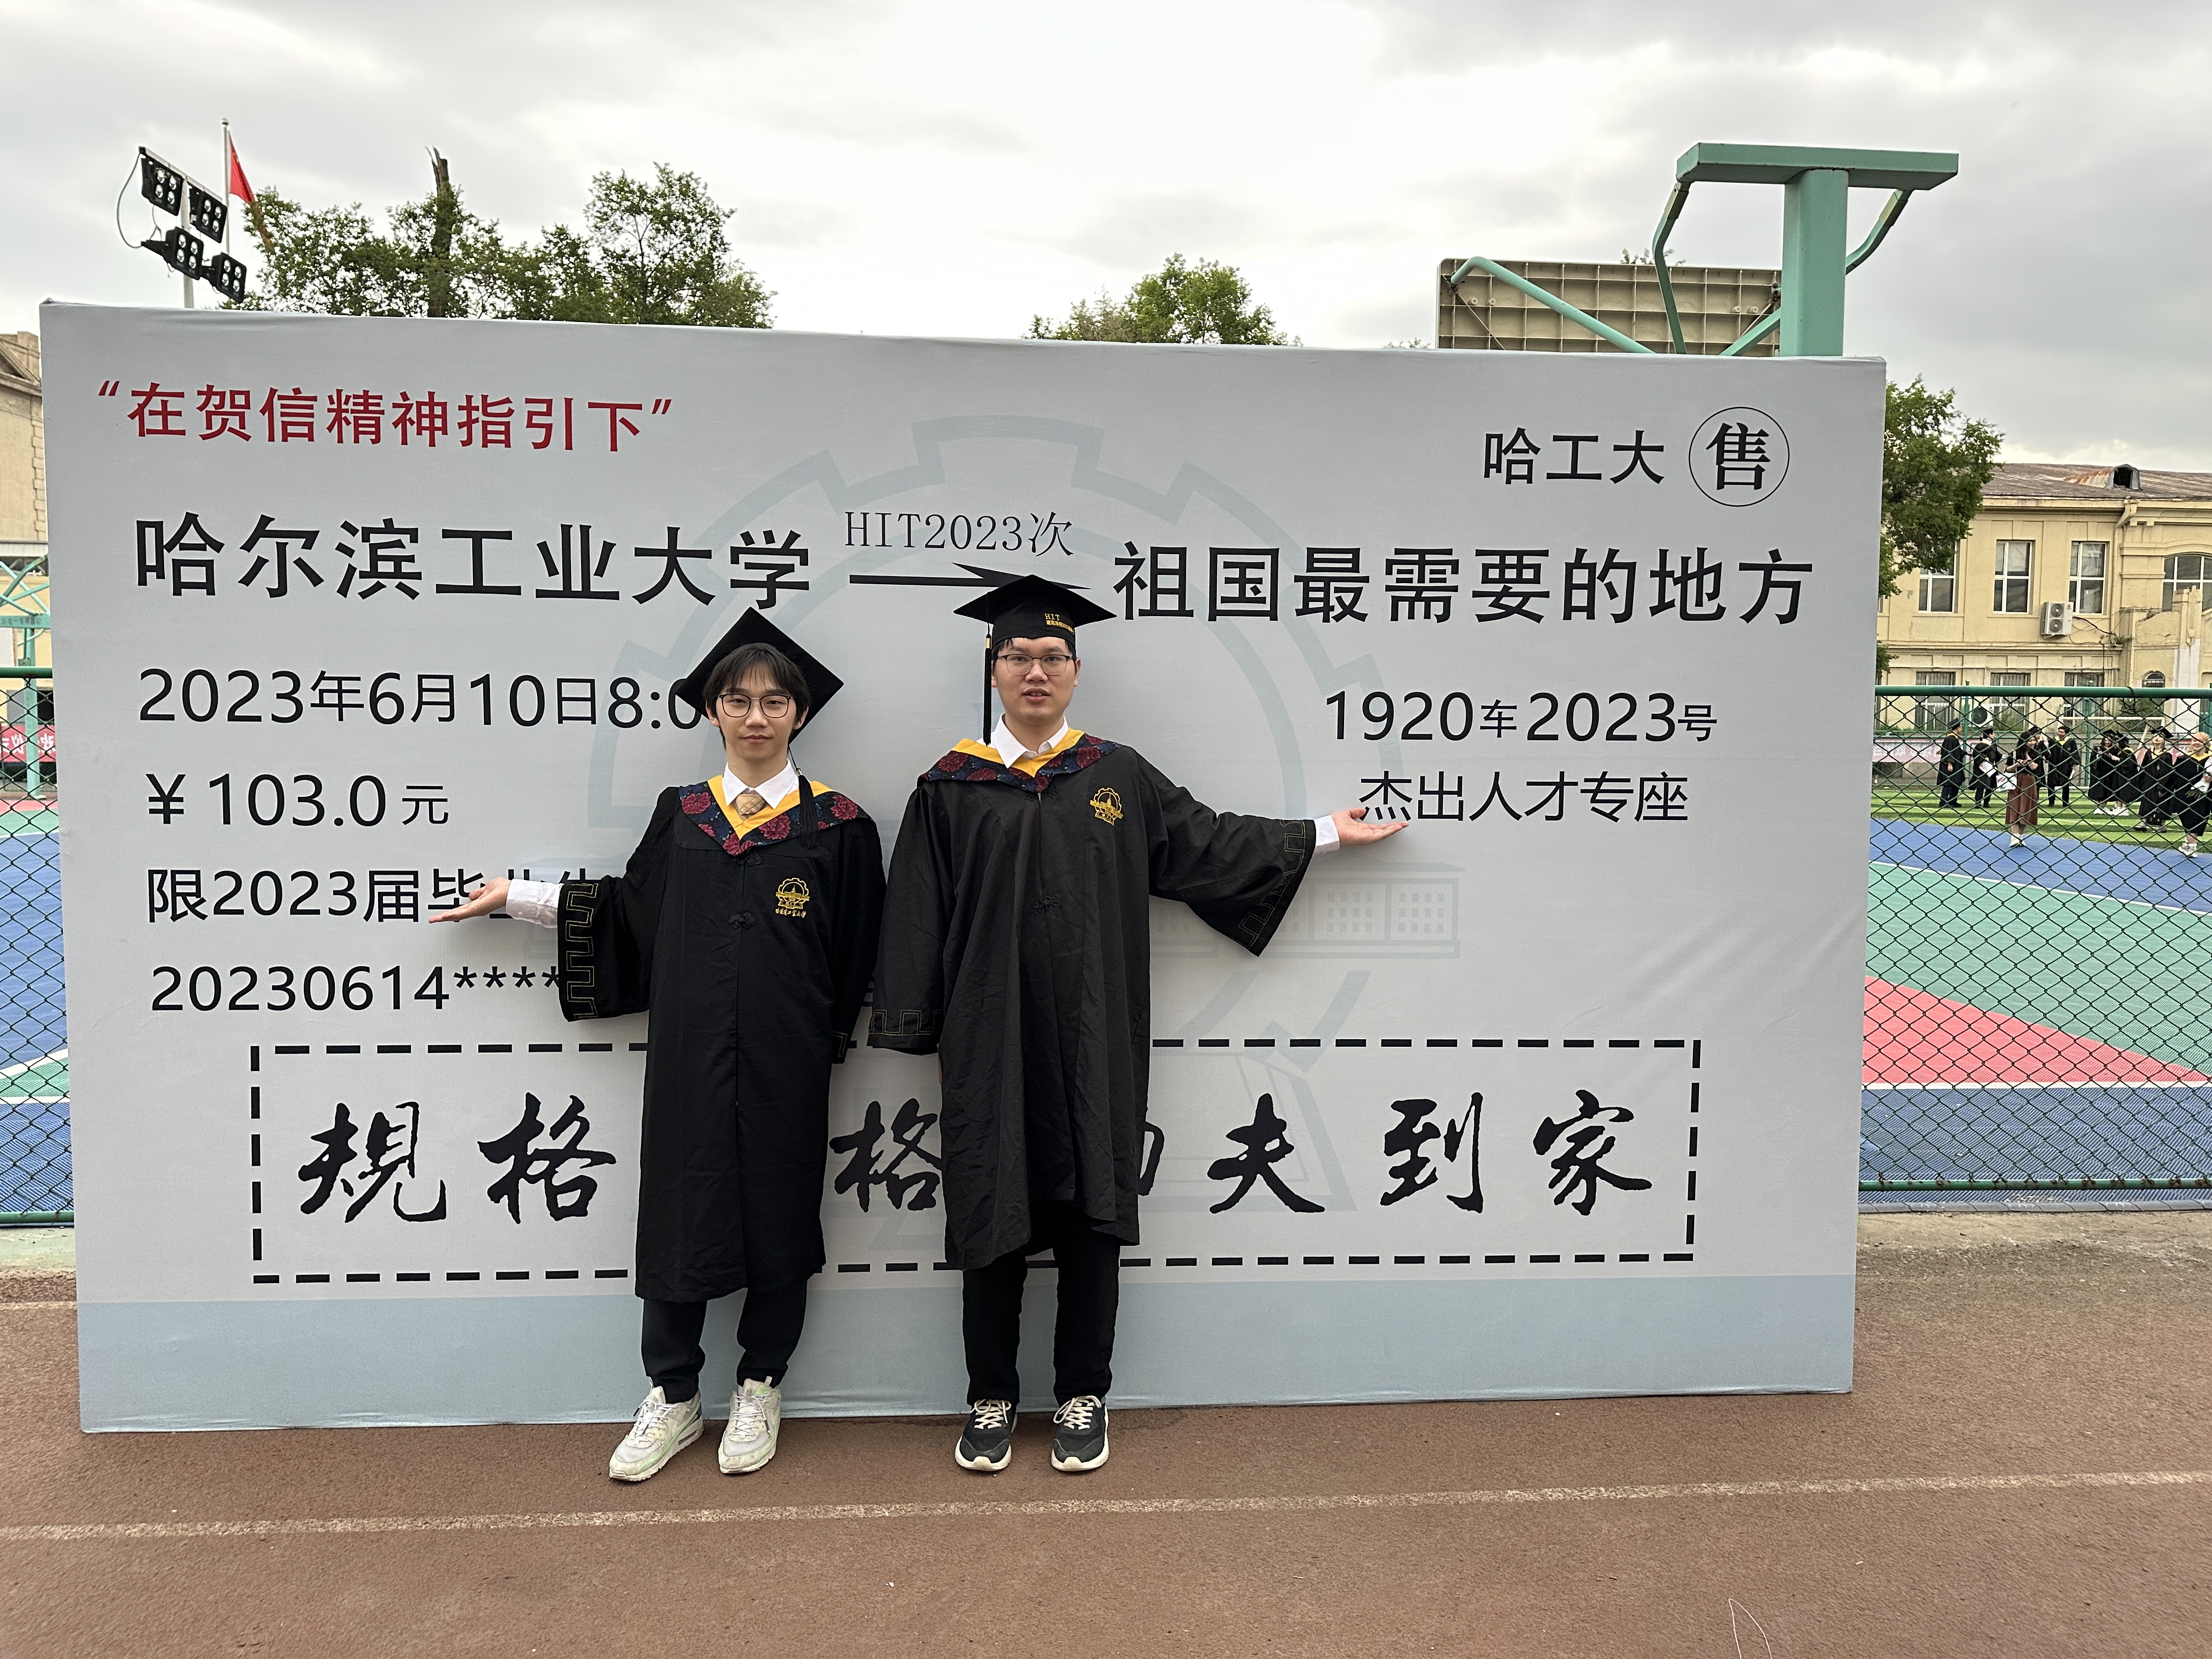 “在贺信精神指引下”
哈工大 售
哈尔滨工业大学 HIT2023次 祖国最需要的地方
2023年6月10日8:0
1920车2023号
¥103.0元
杰出人才专座
限2023届毕业生
20230614****
规格 格 功夫到家
HIT